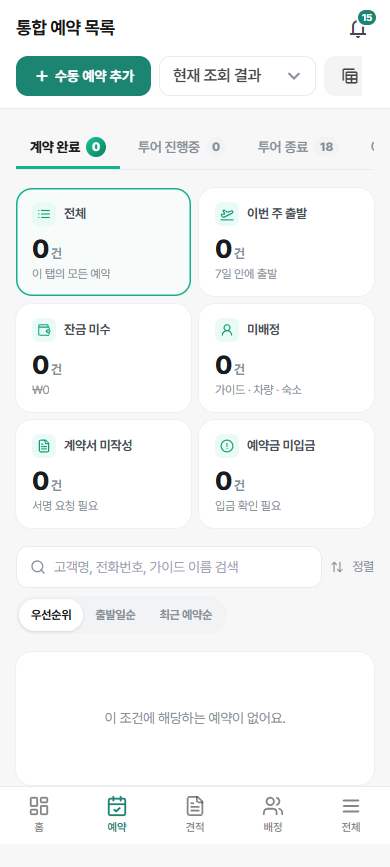 통합 예약 목록
15
수동 예약 추가
현재 조회 결과
계약 완료 0
투어 진행중 0
투어 종료 18
전체
0건
이 탭의 모든 예약
이번 주 출발
0건
7일 안에 출발
잔금 미수
0건
₩0
미배정
0건
가이드 · 차량 · 숙소
계약서 미작성
0건
서명 요청 필요
예약금 미입금
0건
입금 확인 필요
고객명, 전화번호, 가이드 이름 검색
정렬
우선순위
출발일순
최근 예약순
이 조건에 해당하는 예약이 없어요.
홈
예약
견적
배정
전체